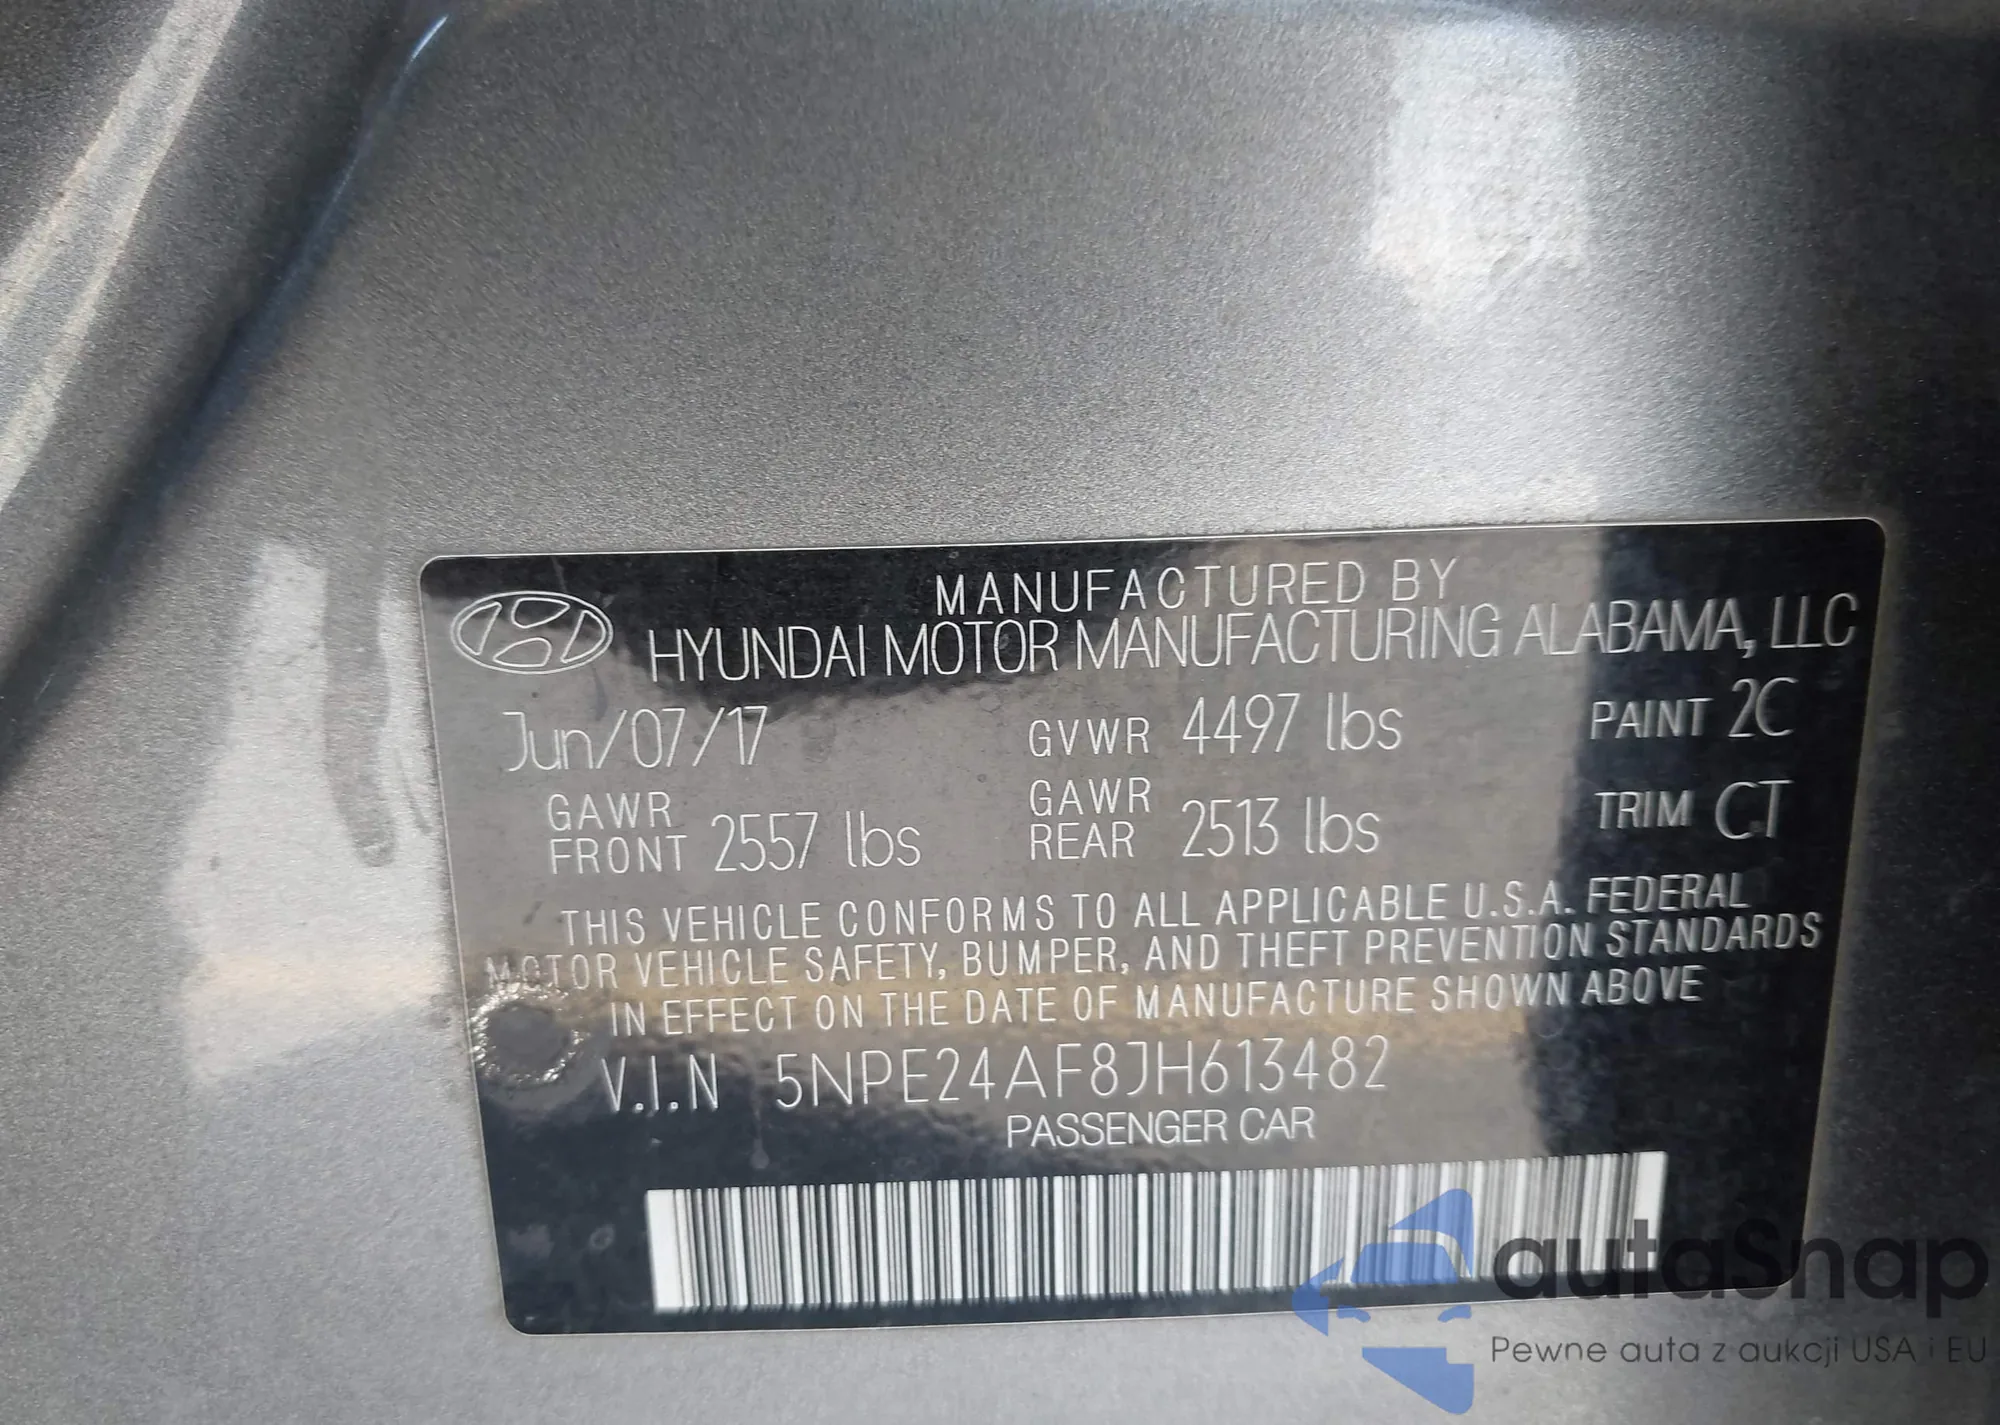 MANUFACTURED BY
HYUNDAI MOTOR MANUFACTURING ALABAMA, LLC
Jun/07/17 GVWR 4497 lbs PAINT 2C
GAWR FRONT 2557 lbs GAWR REAR 2513 lbs TRIM CT
THIS VEHICLE CONFORMS TO ALL APPLICABLE U.S.A. FEDERAL
MOTOR VEHICLE SAFETY, BUMPER, AND THEFT PREVENTION STANDARDS
IN EFFECT ON THE DATE OF MANUFACTURE SHOWN ABOVE
V.I.N 5NPE24AF8JH613482
PASSENGER CAR
autaSnap
Pewne auta z aukcji USA i EU